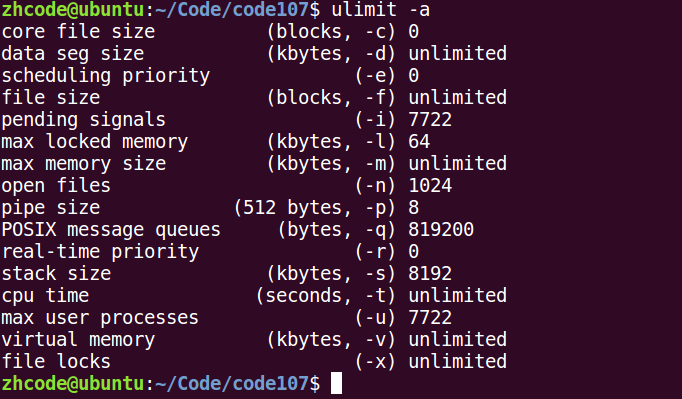 zhcode@ubuntu:~/Code/code107$ ulimit -a
core file size          (blocks, -c) 0
data seg size           (kbytes, -d) unlimited
scheduling priority             (-e) 0
file size               (blocks, -f) unlimited
pending signals                 (-i) 7722
max locked memory       (kbytes, -l) 64
max memory size         (kbytes, -m) unlimited
open files                      (-n) 1024
pipe size            (512 bytes, -p) 8
POSIX message queues     (bytes, -q) 819200
real-time priority              (-r) 0
stack size              (kbytes, -s) 8192
cpu time               (seconds, -t) unlimited
max user processes              (-u) 7722
virtual memory          (kbytes, -v) unlimited
file locks                      (-x) unlimited
zhcode@ubuntu:~/Code/code107$